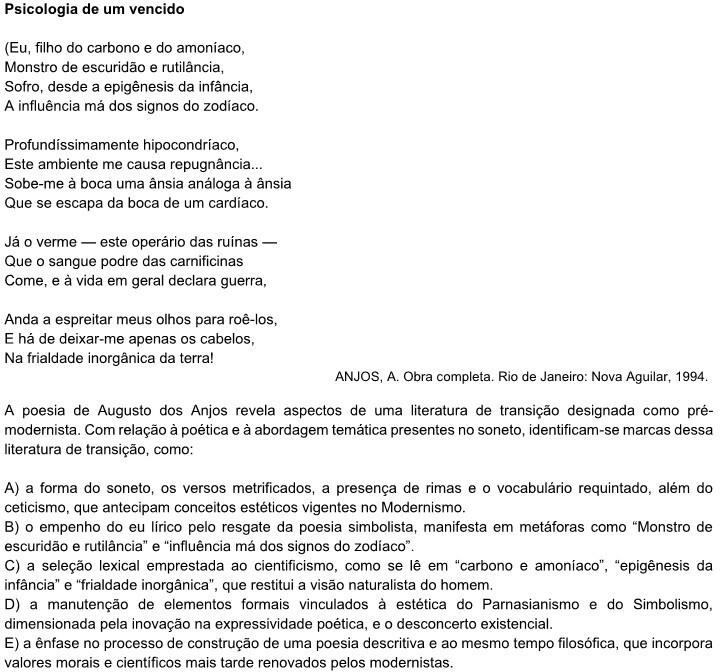 Psicologia de um vencido
(Eu, filho do carbono e do amoníaco,
Monstro de escuridão e rutilância,
Sofro, desde a epigênesis da infância,
A influência má dos signos do zodíaco.
Profundíssimamente hipocondríaco,
Este ambiente me causa repugnância...
Sobe-me à boca uma ânsia análoga à ânsia
Que se escapa da boca de um cardíaco.
Já o verme — este operário das ruínas —
Que o sangue podre das carnificinas
Come, e à vida em geral declara guerra,
Anda a espreitar meus olhos para roê-los,
E há de deixar-me apenas os cabelos,
Na frialdade inorgânica da terra!
ANJOS, A. Obra completa. Rio de Janeiro: Nova Aguilar, 1994.
A poesia de Augusto dos Anjos revela aspectos de uma literatura de transição designada como pré-
modernista. Com relação à poética e à abordagem temática presentes no soneto, identificam-se marcas dessa
literatura de transição, como:
A) a forma do soneto, os versos metrificados, a presença de rimas e o vocabulário requintado, além do
ceticismo, que antecipam conceitos estéticos vigentes no Modernismo.
B) o empenho do eu lírico pelo resgate da poesia simbolista, manifesta em metáforas como “Monstro de
escuridão e rutilância” e “influência má dos signos do zodíaco”.
C) a seleção lexical emprestada ao cientificismo, como se lê em “carbono e amoníaco”, “epigênesis da
infância” e “frialdade inorgânica”, que restitui a visão naturalista do homem.
D) a manutenção de elementos formais vinculados à estética do Parnasianismo e do Simbolismo,
dimensionada pela inovação na expressividade poética, e o desconcerto existencial.
E) a ênfase no processo de construção de uma poesia descritiva e ao mesmo tempo filosófica, que incorpora
valores morais e científicos mais tarde renovados pelos modernistas.